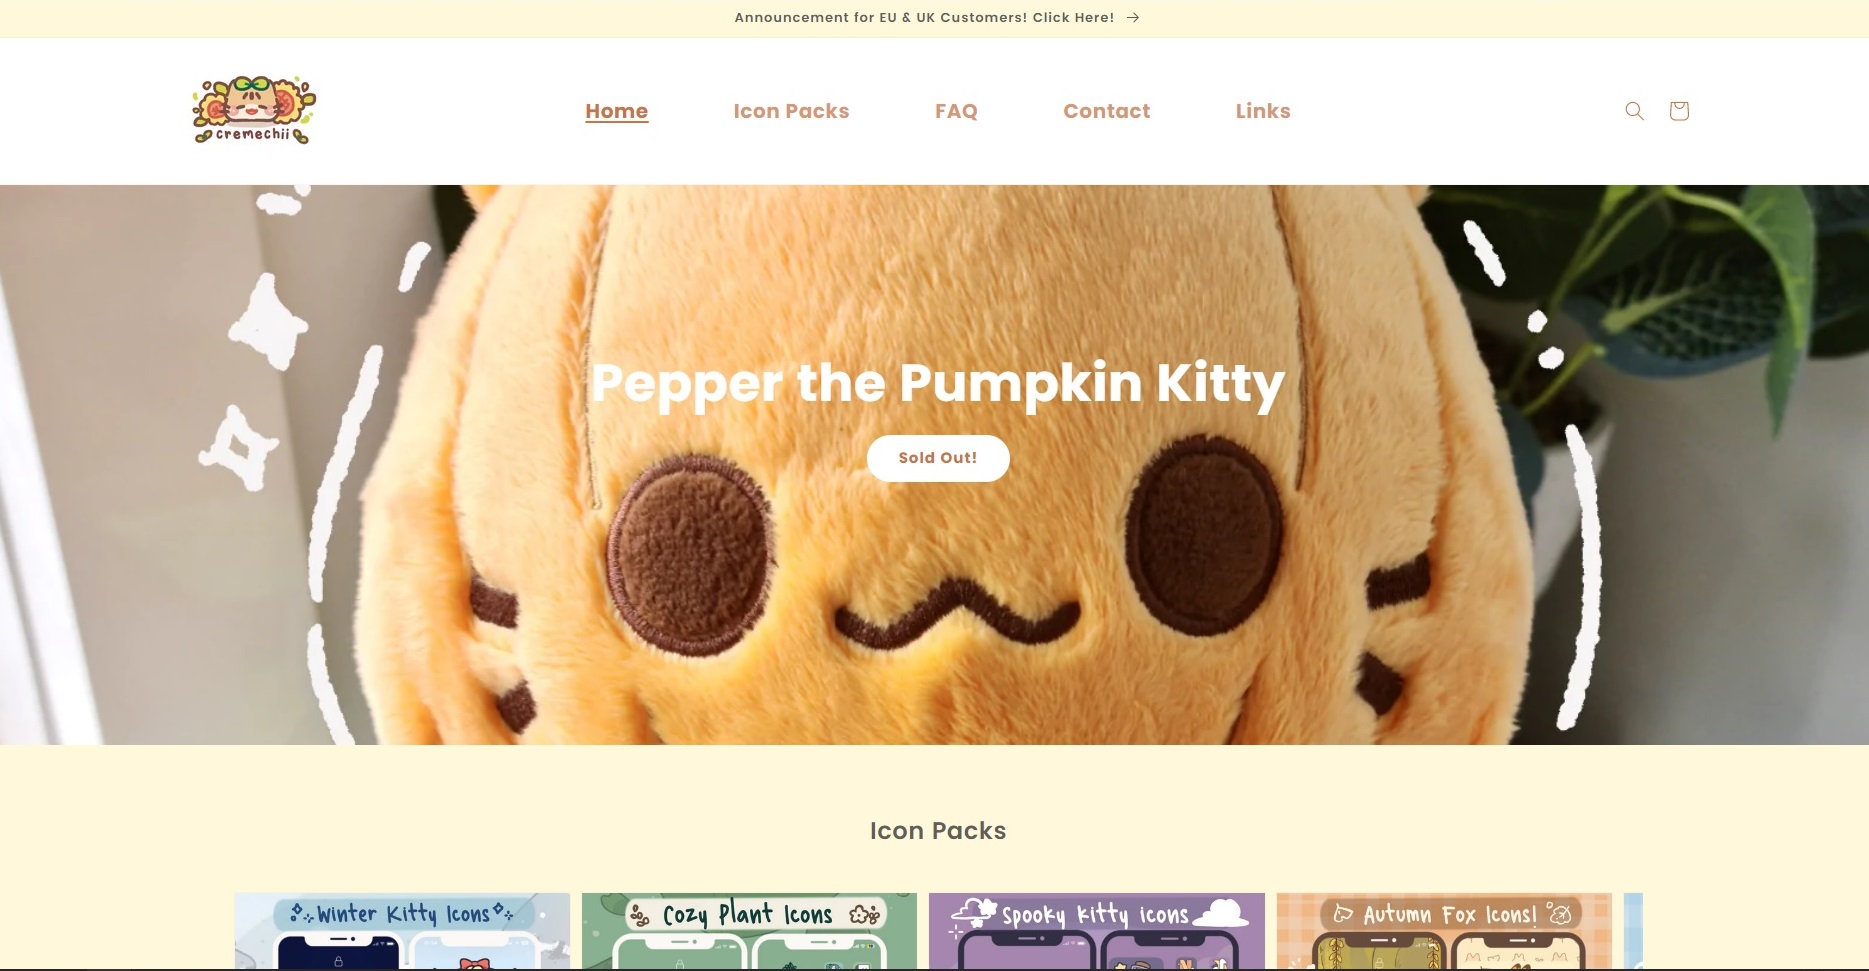 Announcement for EU & UK Customers! Click Here!
cremechii
Home
Icon Packs
FAQ
Contact
Links
Pepper the Pumpkin Kitty
Sold Out!
Icon Packs
Winter Kitty Icons
Cozy Plant Icons
Spooky kitty icons
Autumn Fox Icons!